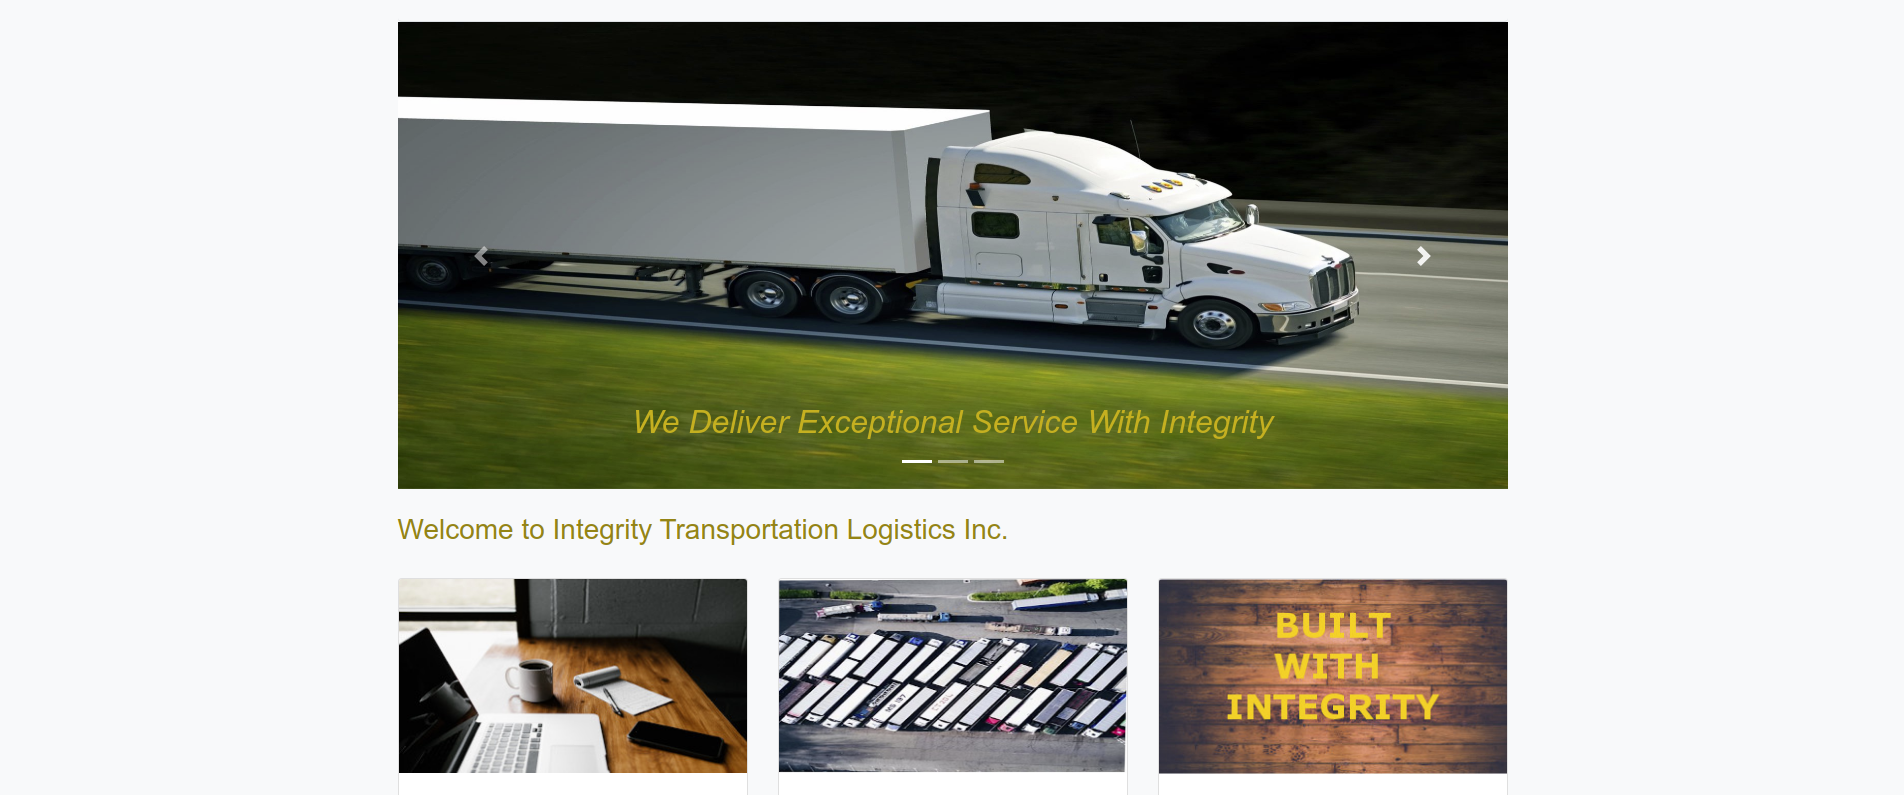 We Deliver Exceptional Service With Integrity
Welcome to Integrity Transportation Logistics Inc.
BUILT
WITH
INTEGRITY